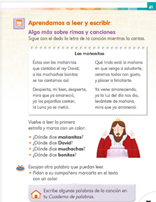 41
Aprendamos a leer y escribir
Algo más sobre rimas y canciones
Sigue con el dedo la letra de la canción mientras la cantas.
Las mañanitas
Estas son las mañanitas
que cantaba el rey David,
a las muchachas bonitas
se las cantamos así:
Despierta, mi bien, despierta,
mira que ya amaneció,
ya los pajarillos cantan,
la Luna ya se metió.
Qué linda está la mañana
en que vengo a saludarte,
venimos todos con gusto,
y placer a felicitarte.
Ya viene amaneciendo,
ya la luz del día nos dio,
levántate de mañana,
mira que ya amaneció.
Vuelve a leer la primera
estrofa y marca con un color:
¿Dónde dice mañanitas?
¿Dónde dice David?
¿Dónde dice muchachas?
¿Dónde dice bonitas?
Escojan otra palabra que puedan leer.
Pidan a su compañero marcarla en el texto
con un color.
Escribe algunas palabras de la canción en
tu Cuaderno de palabras.